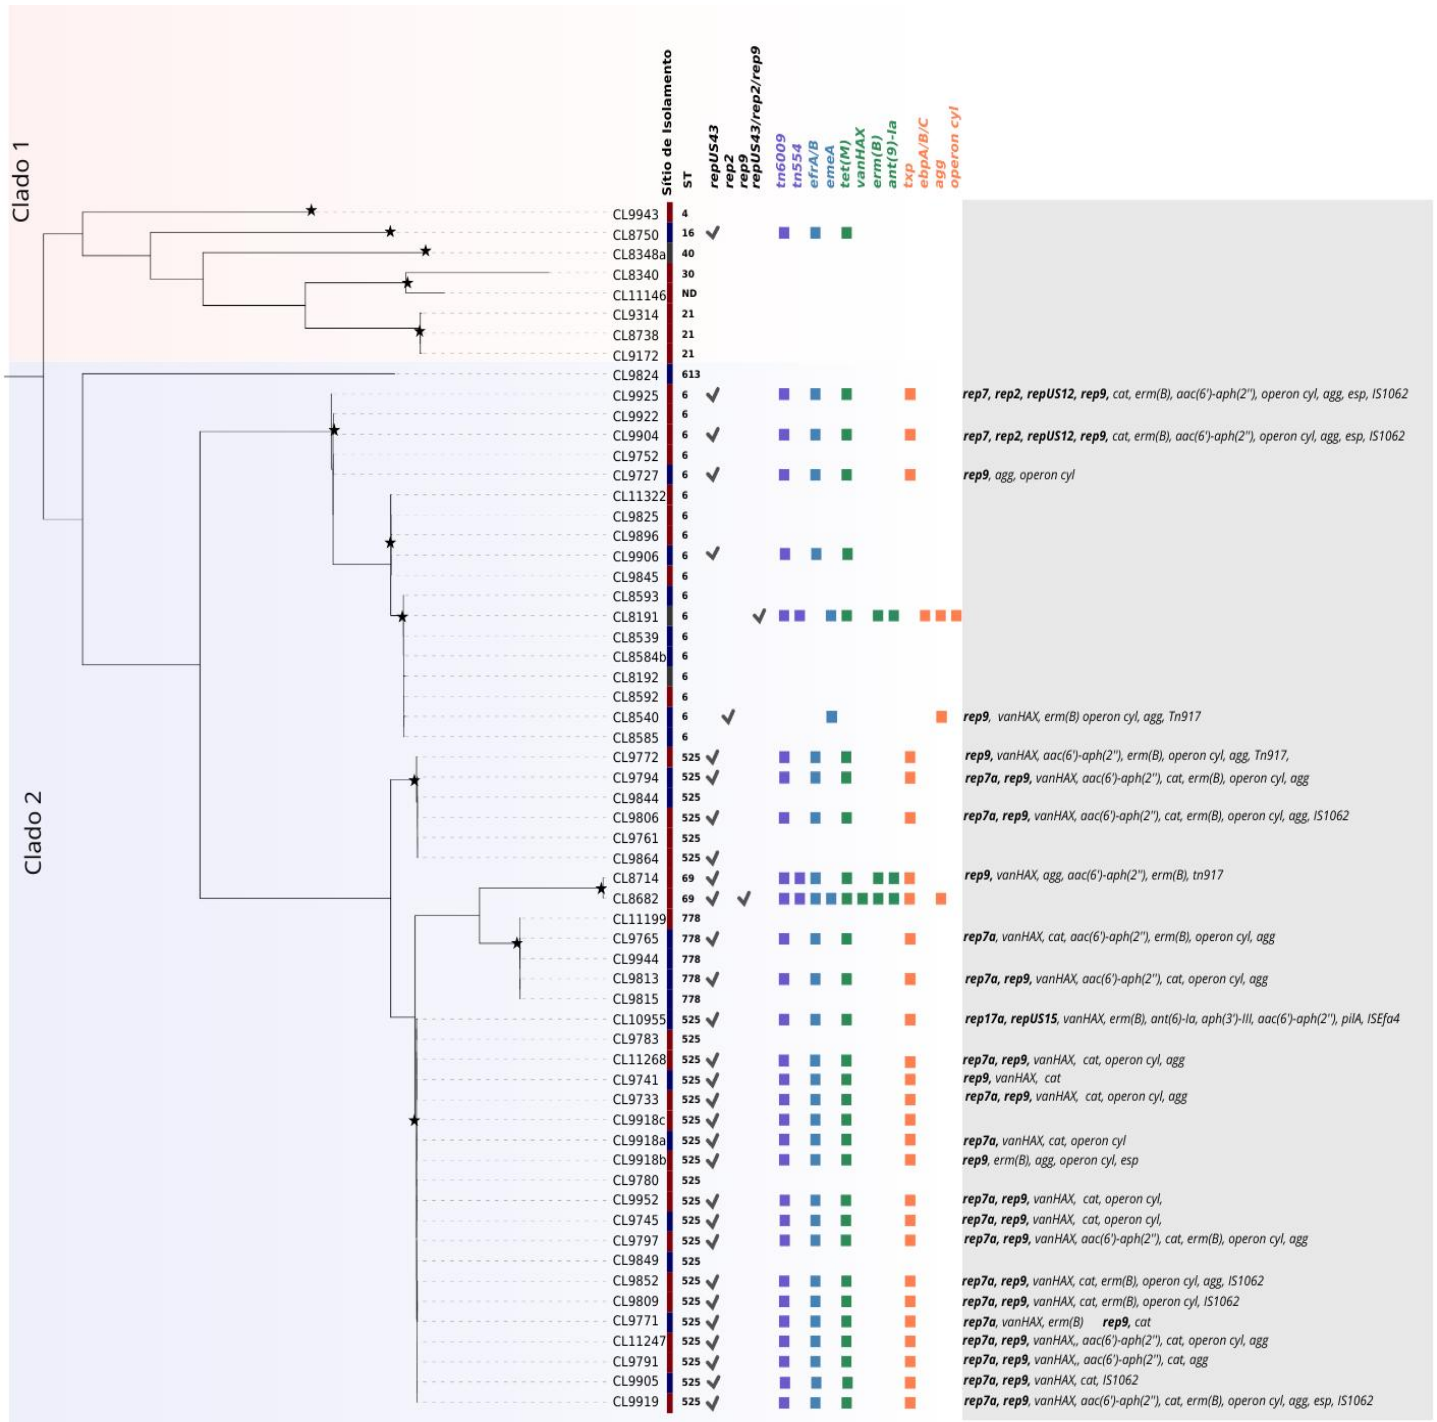 Clado 1
Clado 2
Sítio de Isolamento
ST
repUS43
rep2
rep9
repUS43/rep2/rep9
tn6009
tn554
efrA/B
emeA
tet(M)
vanHAX
erm(B)
ant(9)-Ia
txp
ebpA/B/C
agg
operon cyl
CL9943 4
CL8750 16
CL8348a 40
CL8340 30
CL11146 ND
CL9314 21
CL8738 21
CL9172 21
CL9824 613
CL9925 6 rep7, rep2, repUS12, rep9, cat, erm(B), aac(6')-aph(2''), operon cyl, agg, esp, IS1062
CL9922 6
CL9904 6 rep7, rep2, repUS12, rep9, cat, erm(B), aac(6')-aph(2''), operon cyl, agg, esp, IS1062
CL9752 6
CL9727 6 rep9, agg, operon cyl
CL11322 6
CL9825 6
CL9896 6
CL9906 6
CL9845 6
CL8593 6
CL8191 6
CL8539 6
CL8584b 6
CL8192 6
CL8592 6
CL8540 6 rep9, vanHAX, erm(B) operon cyl, agg, Tn917
CL8585 6
CL9772 525 rep9, vanHAX, aac(6')-aph(2''), erm(B), operon cyl, agg, Tn917,
CL9794 525 rep7a, rep9, vanHAX, aac(6')-aph(2''), cat, erm(B), operon cyl, agg
CL9844 525
CL9806 525 rep7a, rep9, vanHAX, aac(6')-aph(2''), cat, erm(B), operon cyl, agg, IS1062
CL9761 525
CL9864 525
CL8714 69 rep9, vanHAX, agg, aac(6')-aph(2''), erm(B), tn917
CL8682 69
CL11199 778
CL9765 778 rep7a, vanHAX, cat, aac(6')-aph(2''), erm(B), operon cyl, agg
CL9944 778
CL9813 778 rep7a, rep9, vanHAX, aac(6')-aph(2''), cat, operon cyl, agg
CL9815 778
CL10955 525 rep17a, repUS15, vanHAX, erm(B), ant(6)-Ia, aph(3')-III, aac(6')-aph(2''), pilA, ISEfa4
CL9783 525
CL11268 525 rep7a, rep9, vanHAX, cat, operon cyl, agg
CL9741 525 rep9, vanHAX, cat
CL9733 525 rep7a, rep9, vanHAX, cat, operon cyl, agg
CL9918c 525
CL9918a 525 rep7a, vanHAX, cat, operon cyl
CL9918b 525 rep9, erm(B), agg, operon cyl, esp
CL9780 525
CL9952 525 rep7a, rep9, vanHAX, cat, operon cyl,
CL9745 525 rep7a, rep9, vanHAX, cat, operon cyl,
CL9797 525 rep7a, rep9, vanHAX, aac(6')-aph(2''), cat, erm(B), operon cyl, agg
CL9849 525
CL9852 525 rep7a, rep9, vanHAX, cat, erm(B), operon cyl, agg, IS1062
CL9809 525 rep7a, rep9, vanHAX, cat, erm(B), operon cyl, IS1062
CL9771 525 rep7a, vanHAX, erm(B) rep9, cat
CL11247 525 rep7a, rep9, vanHAX,, aac(6')-aph(2''), cat, operon cyl, agg
CL9791 525 rep7a, rep9, vanHAX,, aac(6')-aph(2''), cat, agg
CL9905 525 rep7a, rep9, vanHAX, cat, IS1062
CL9919 525 rep7a, rep9, vanHAX, aac(6')-aph(2''), cat, erm(B), operon cyl, agg, esp, IS1062